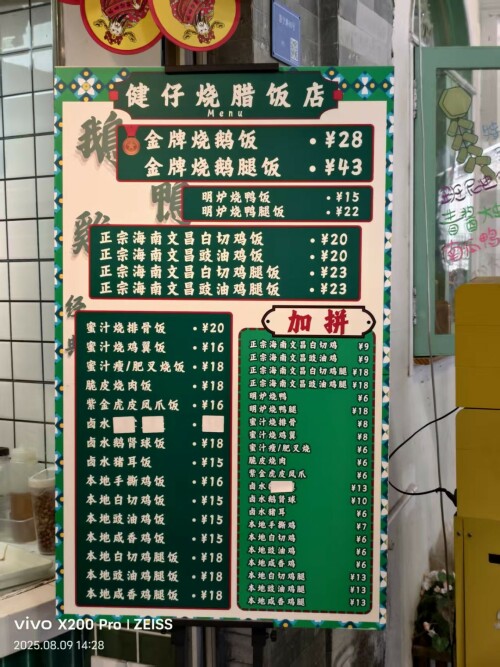 健仔烧腊饭店
Menu
鹅
金牌烧鹅饭 • ¥28
金牌烧鹅腿饭 • ¥43
鴨
明炉烧鸭饭 • ¥15
明炉烧鸭腿饭 • ¥22
雞
正宗海南文昌白切鸡饭 • ¥20
正宗海南文昌豉油鸡饭 • ¥20
正宗海南文昌白切鸡腿饭 • ¥23
正宗海南文昌豉油鸡腿饭 • ¥23
经典
蜜汁烧排骨饭 • ¥20
蜜汁烧鸡翼饭 • ¥16
蜜汁瘦/肥叉烧饭 • ¥18
脆皮烧肉饭 • ¥18
紫金虎皮凤爪饭 • ¥16
卤水
卤水鹅肾球饭 • ¥18
卤水猪耳饭 • ¥15
本地手撕鸡饭 • ¥16
本地白切鸡饭 • ¥15
本地豉油鸡饭 • ¥15
本地咸香鸡饭 • ¥15
本地白切鸡腿饭 • ¥18
本地豉油鸡腿饭 • ¥18
本地咸香鸡腿饭 • ¥18
加拼
正宗海南文昌白切鸡 ¥9
正宗海南文昌豉油鸡 ¥9
正宗海南文昌白切鸡腿 ¥18
正宗海南文昌豉油鸡腿 ¥18
明炉烧鸭 ¥6
明炉烧鸭腿 ¥18
蜜汁烧排骨 ¥8
蜜汁烧鸡翼 ¥8
蜜汁瘦/肥叉烧 ¥6
脆皮烧肉 ¥6
紫金虎皮凤爪 ¥6
卤水 ¥13
卤水鹅肾球 ¥10
卤水猪耳 ¥6
本地手撕鸡 ¥7
本地白切鸡 ¥6
本地豉油鸡 ¥6
本地咸香鸡 ¥6
本地白切鸡腿 ¥13
本地豉油鸡腿 ¥13
本地咸香鸡腿 ¥13
vivo X200 Pro | ZEISS
2025.08.09 14:28